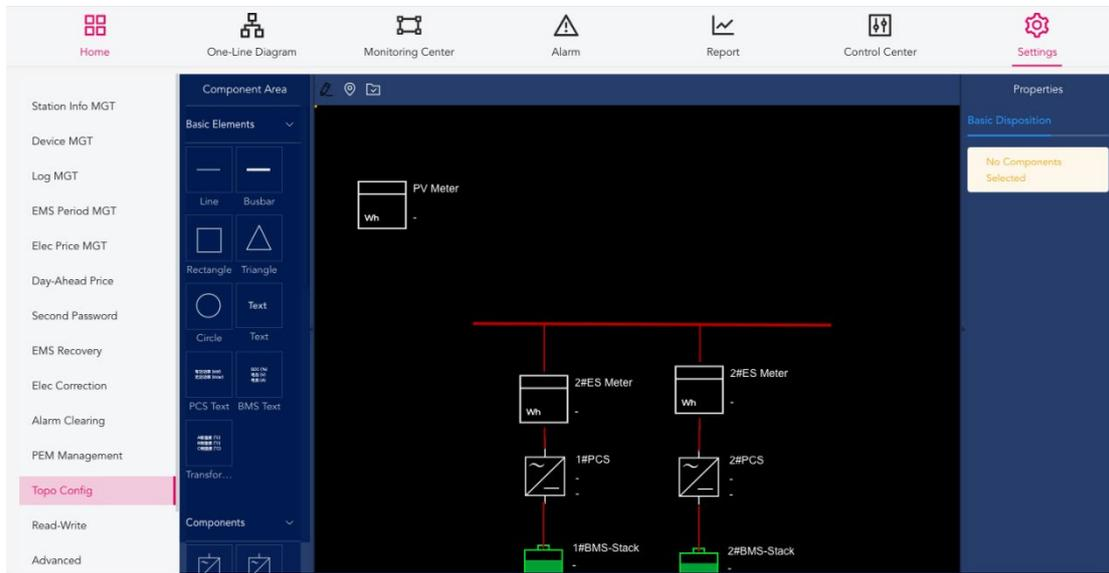 Home
One-Line Diagram
Monitoring Center
Alarm
Report
Control Center
Settings
Station Info MGT
Device MGT
Log MGT
EMS Period MGT
Elec Price MGT
Day-Ahead Price
Second Password
EMS Recovery
Elec Correction
Alarm Clearing
PEM Management
Topo Config
Read-Write
Advanced
Component Area
Basic Elements
Line
Busbar
Rectangle
Triangle
Text
Circle
Text
SOC (%)
PCS Text
BMS Text
Transfor...
Components
PV Meter
Wh
-
2#ES Meter
Wh
-
2#ES Meter
Wh
-
1#PCS
-
-
2#PCS
-
-
1#BMS-Stack
-
2#BMS-Stack
-
Properties
Basic Disposition
No Components
Selected